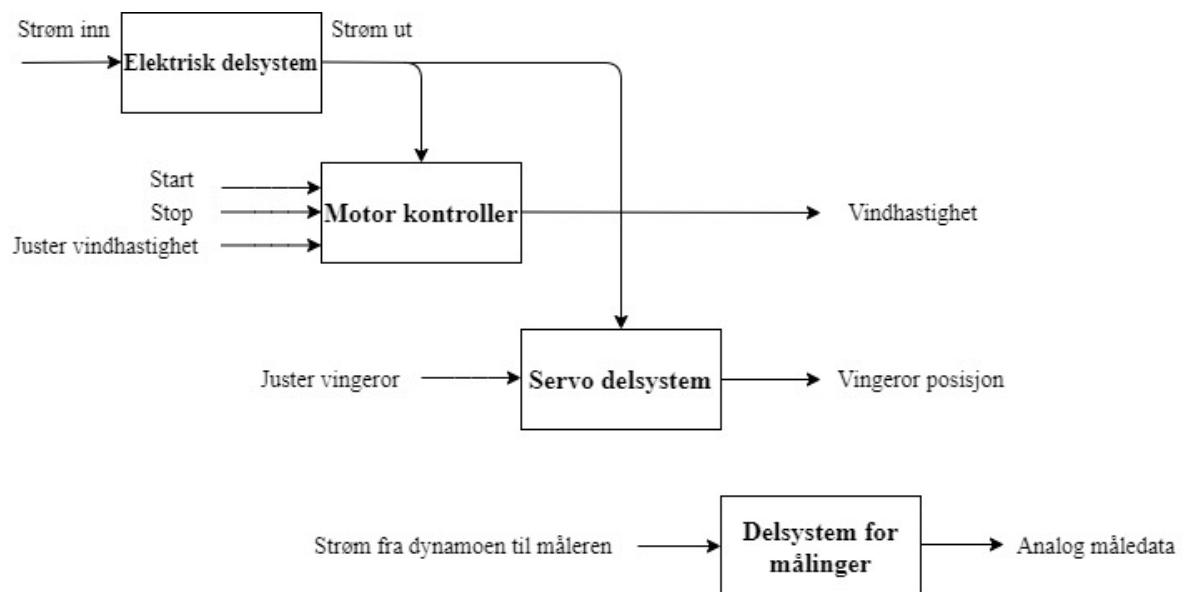 Strøm inn
Strøm ut
Elektrisk delsystem
Start
Stop
Juster vindhastighet
Motor kontroller
Vindhastighet
Juster vingeror
Servo delsystem
Vingeror posisjon
Strøm fra dynamoen til måleren
Delsystem for
målinger
Analog måledata